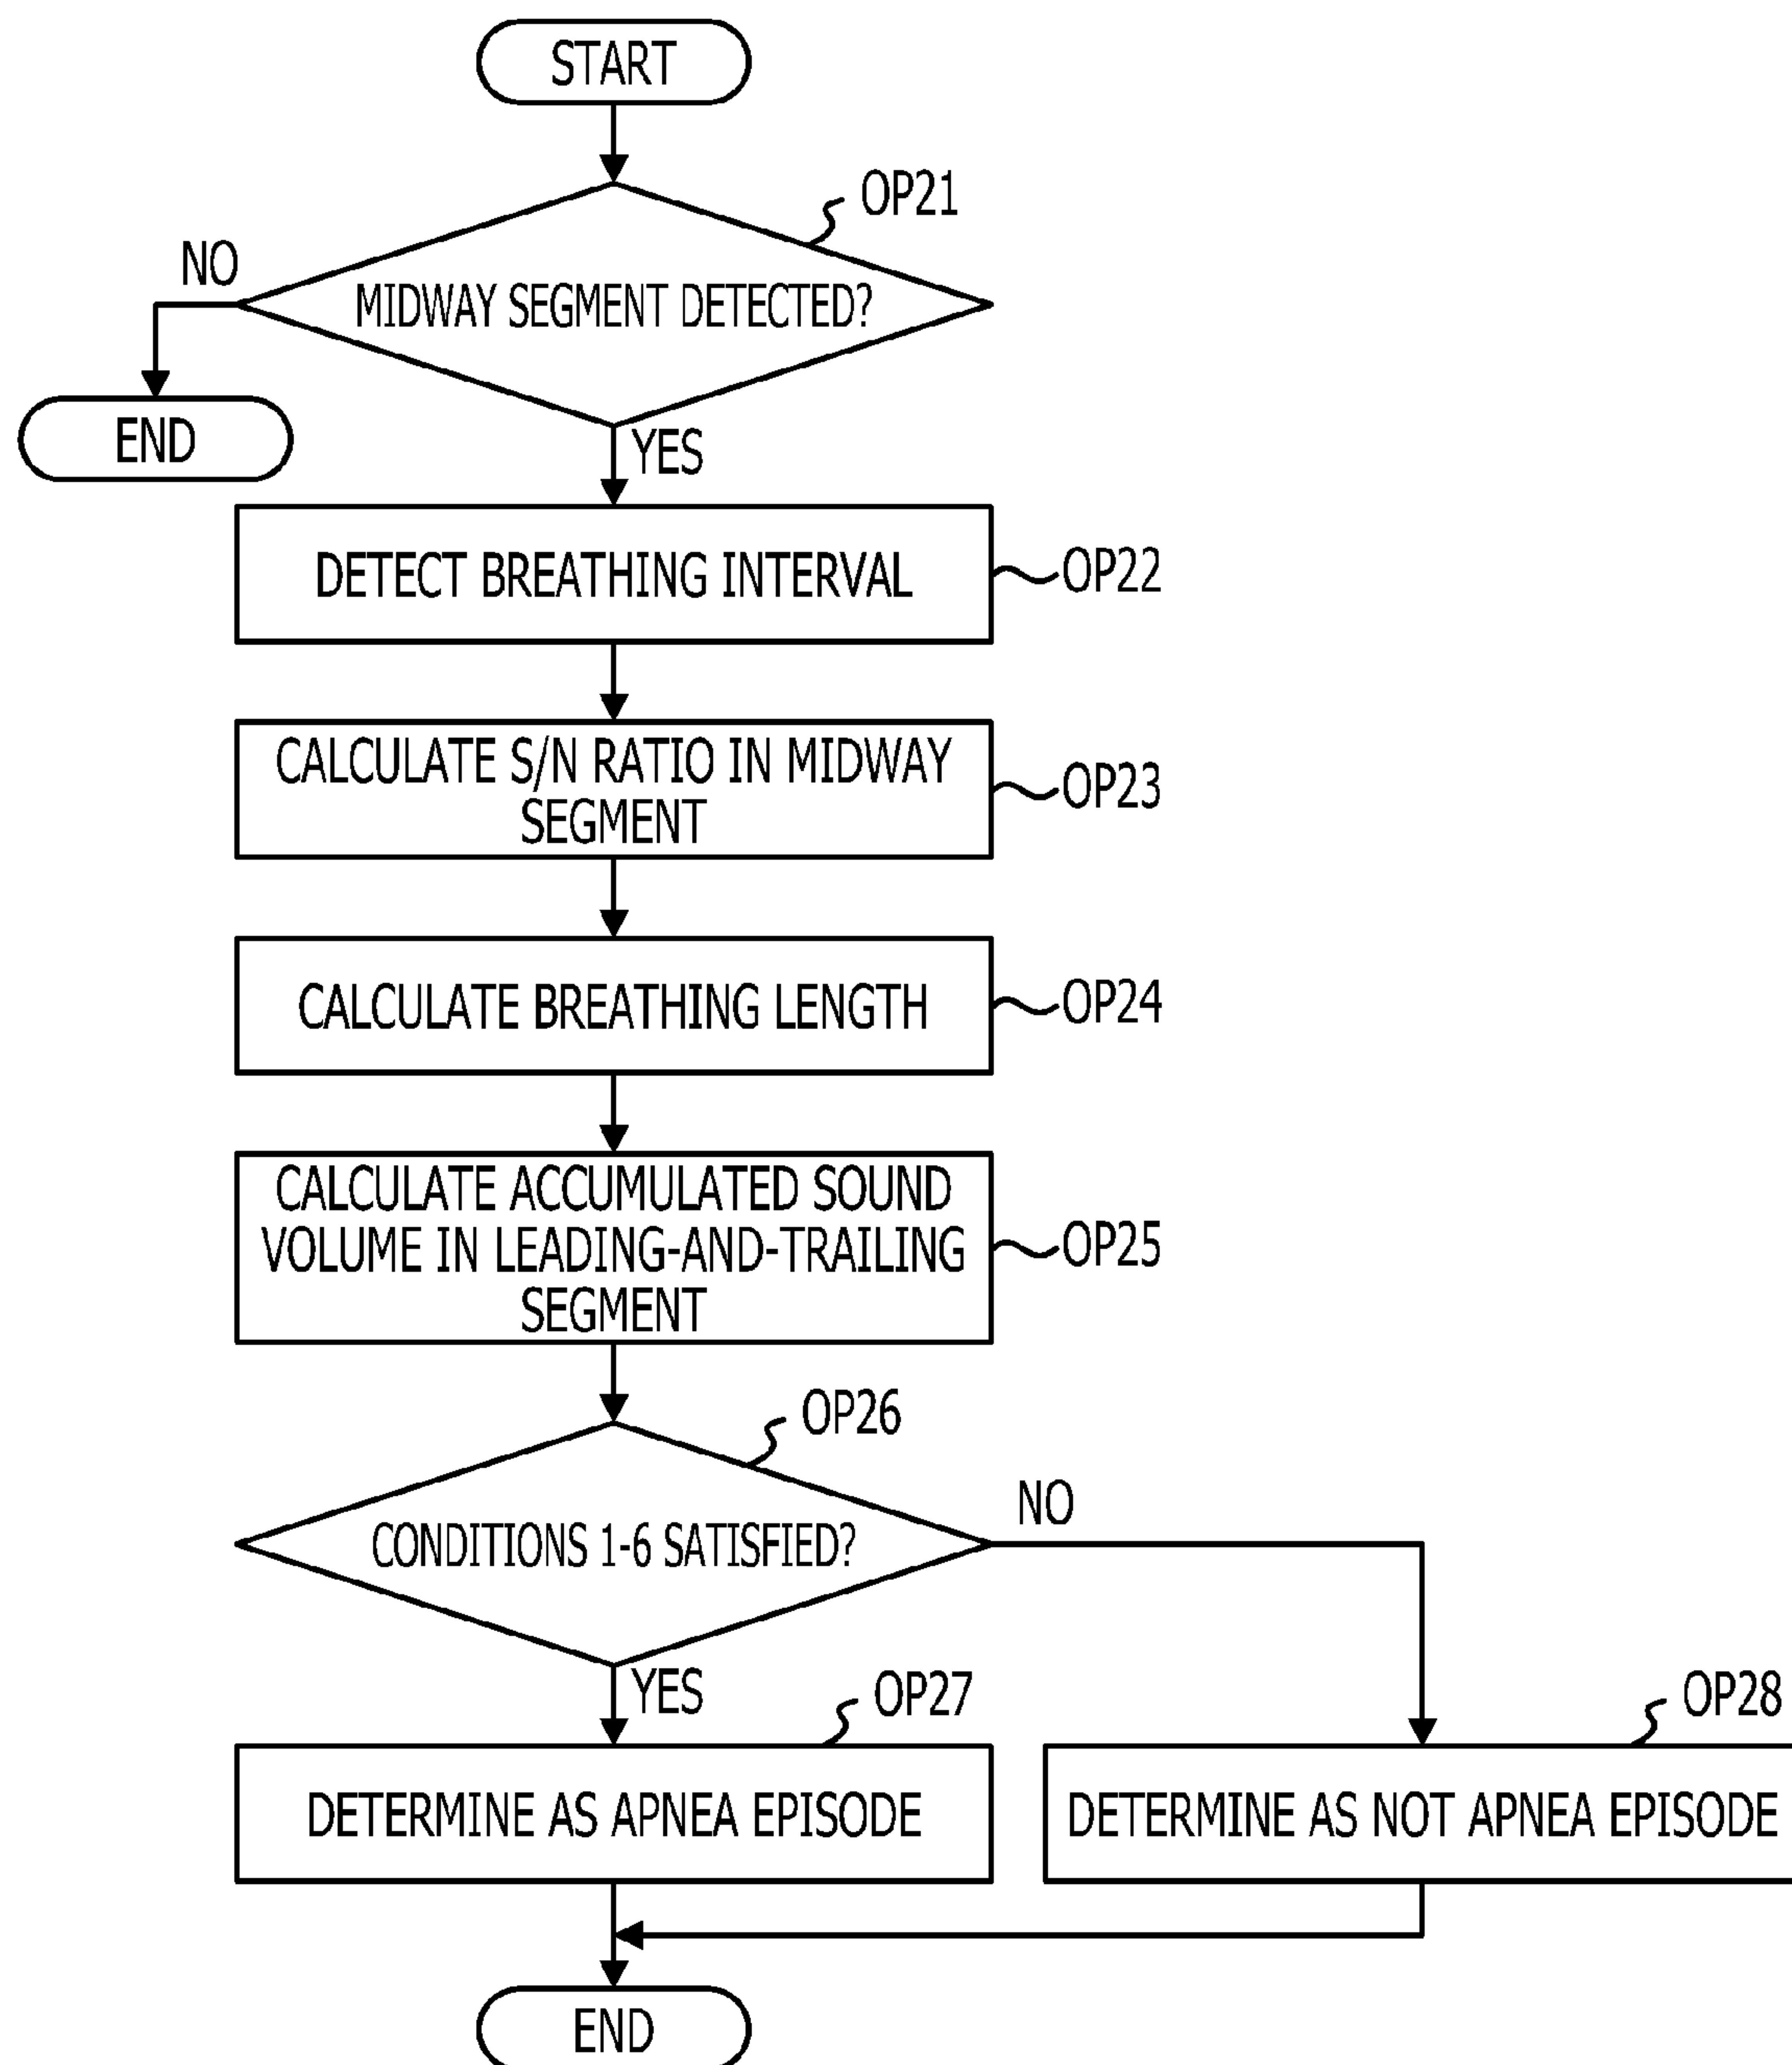 START
OP21
NO
MIDWAY SEGMENT DETECTED?
END
YES
DETECT BREATHING INTERVAL
OP22
CALCULATE S/N RATIO IN MIDWAY
SEGMENT
OP23
CALCULATE BREATHING LENGTH
OP24
CALCULATE ACCUMULATED SOUND
VOLUME IN LEADING-AND-TRAILING
SEGMENT
OP25
OP26
NO
CONDITIONS 1-6 SATISFIED?
YES
OP27
OP28
DETERMINE AS APNEA EPISODE
DETERMINE AS NOT APNEA EPISODE
END